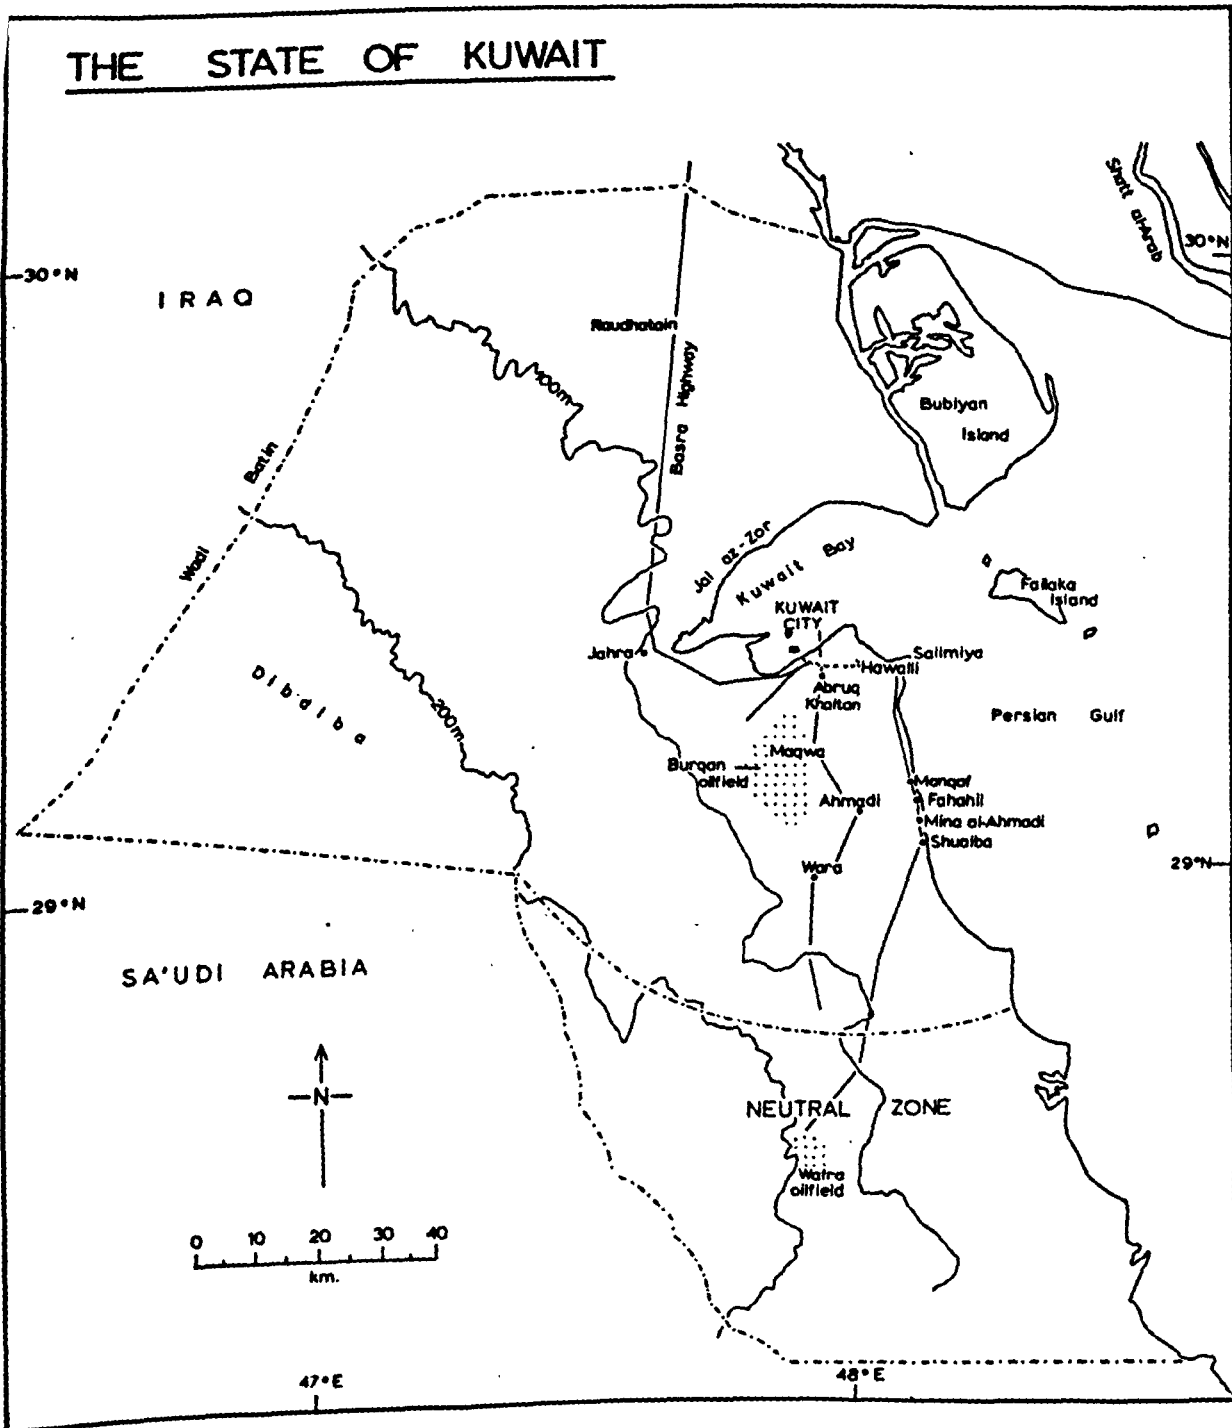 THE STATE OF KUWAIT
Shatt al-Arab
30°N
30°N
IRAQ
Raudhatain
100m
Basra Highway
Bubiyan
Island
Wadi Batin
Jal az-Zor
Kuwait Bay
Failaka
Island
KUWAIT
CITY
Jahra
Salimiya
Hawalli
Abruq
Khaitan
Dibdiba
200m
Persian Gulf
Maqwa
Burqan
oilfield
Mangaf
Ahmadi
Fahahil
Mina al-Ahmadi
Shuaiba
Wara
29°N
29°N
SA'UDI ARABIA
N
NEUTRAL ZONE
Wafra
oilfield
0 10 20 30 40
km.
47°E
48°E